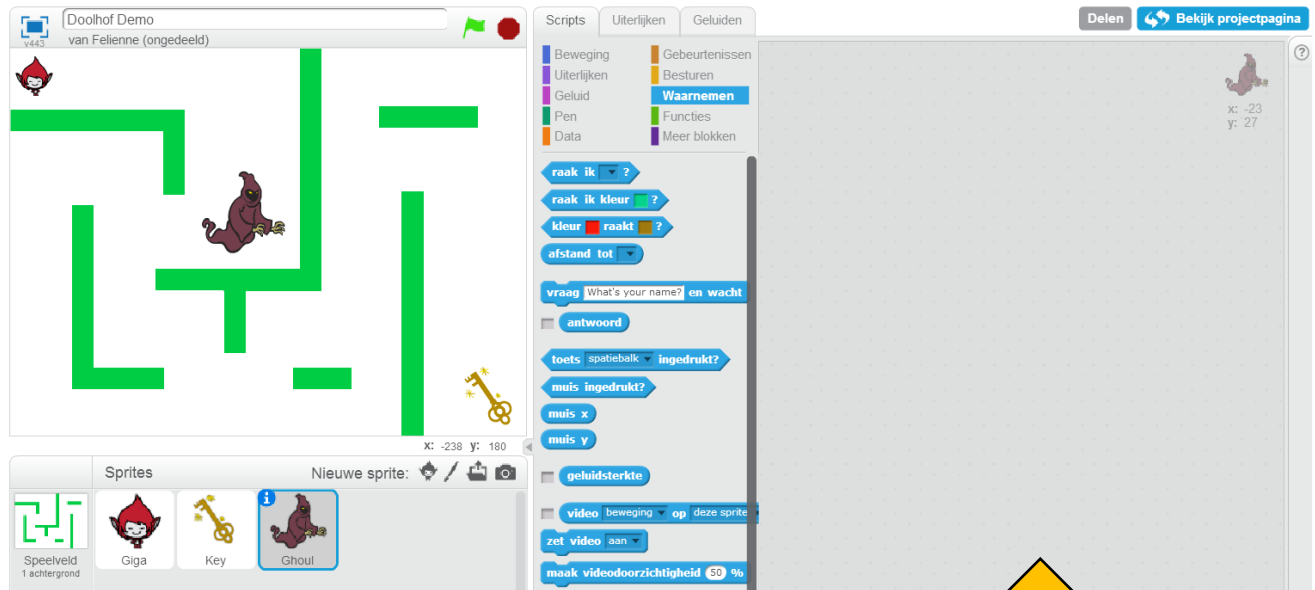 Doolhof Demo
van Felienne (ongedeeld)
v443
Scripts
Uiterlijken
Geluiden
Delen
Bekijk projectpagina
Beweging
Gebeurtenissen
Uiterlijken
Besturen
Geluid
Waarnemen
Pen
Functies
Data
Meer blokken
x: -23
y: 27
?
raak ik ?
raak ik kleur ?
kleur raakt ?
afstand tot
vraag What's your name? en wacht
antwoord
toets spatiebalk ingedrukt?
muis ingedrukt?
muis x
muis y
geluidsterkte
video beweging op deze sprite
zet video aan
maak videodoorzichtigheid 50 %
x: -238 y: 180
Sprites
Nieuwe sprite:
Speelveld
1 achtergrond
Giga
Key
i
Ghoul